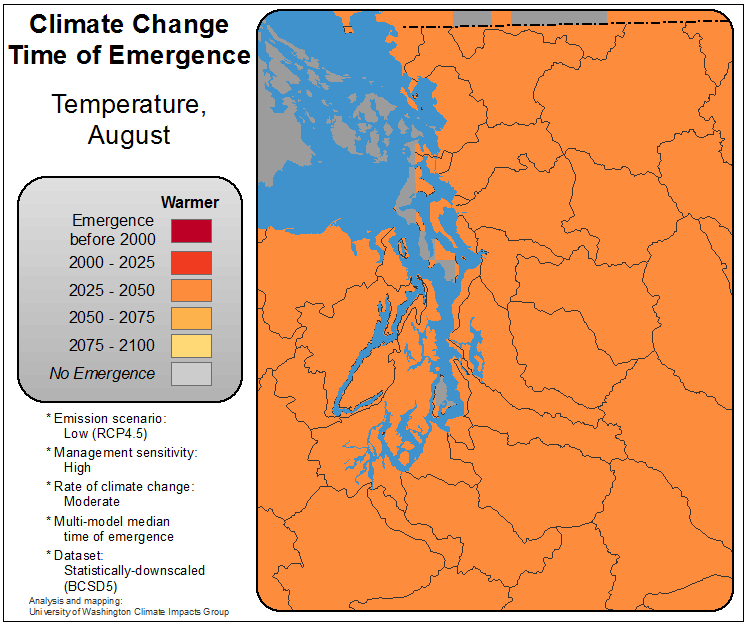 Climate Change
Time of Emergence
Temperature,
August
Warmer
Emergence
before 2000
2000 - 2025
2025 - 2050
2050 - 2075
2075 - 2100
No Emergence
* Emission scenario:
Low (RCP4.5)
* Management sensitivity:
High
* Rate of climate change:
Moderate
* Multi-model median
time of emergence
* Dataset:
Statistically-downscaled
(BCSD5)
Analysis and mapping:
University of Washington Climate Impacts Group